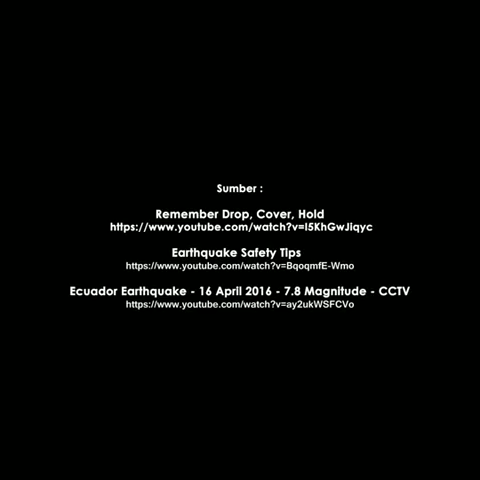 Sumber :
Remember Drop, Cover, Hold
https://www.youtube.com/watch?v=I5KhGwJiqyc
Earthquake Safety Tips
https://www.youtube.com/watch?v=BqoqmfE-Wmo
Ecuador Earthquake - 16 April 2016 - 7.8 Magnitude - CCTV
https://www.youtube.com/watch?v=ay2ukWSFCVo